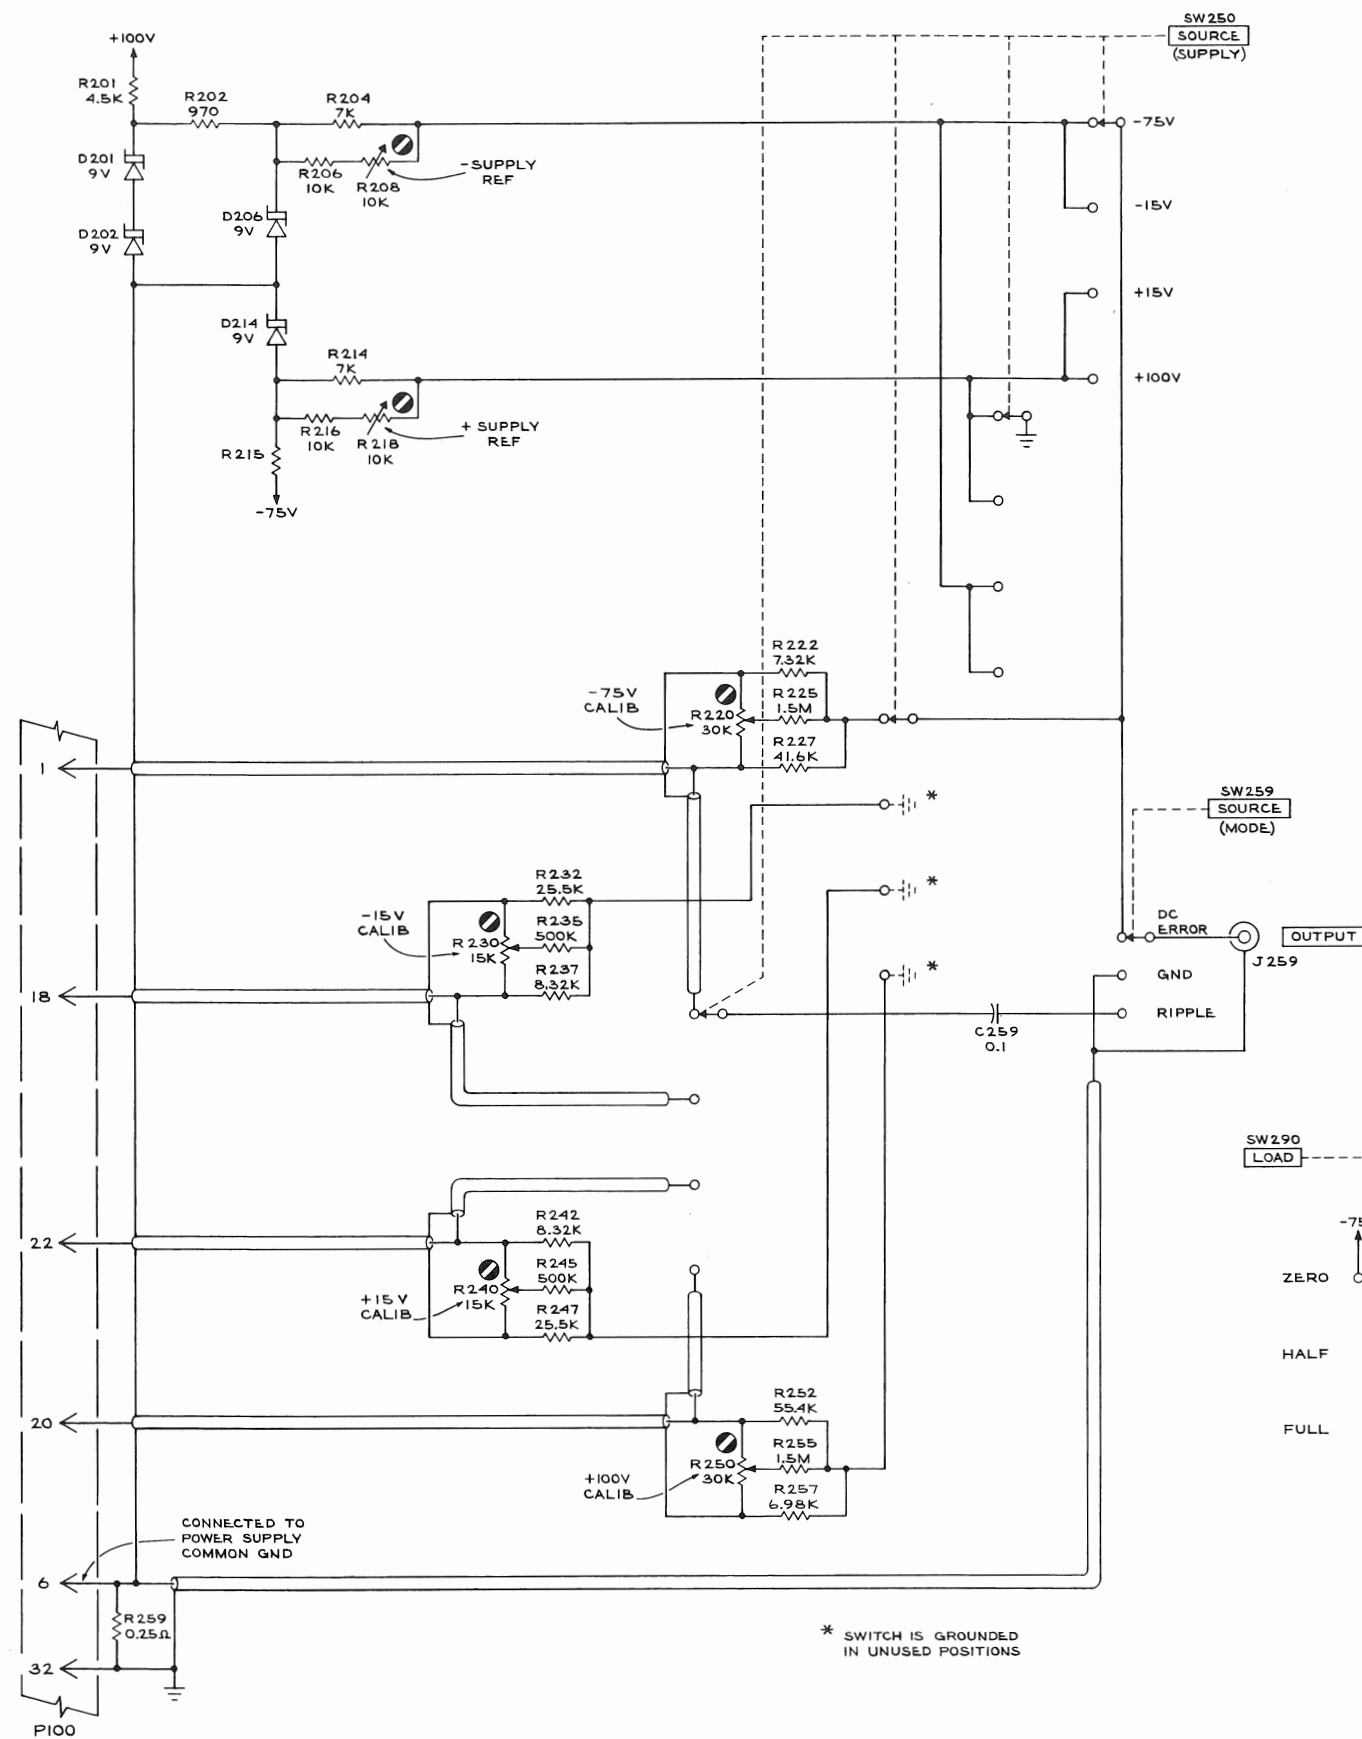 SW250
SOURCE
(SUPPLY)
+100V
R201
4.5K
R202
970
R204
7K
-75V
D201
9V
R206
10K
R208
10K
-SUPPLY
REF
-15V
D206
9V
D202
9V
+15V
D214
9V
R214
7K
+100V
R216
10K
R218
10K
+ SUPPLY
REF
R215
-75V
R222
7.32K
-75V
CALIB
R220
30K
R225
1.5M
R227
41.6K
1
*
SW259
SOURCE
(MODE)
R232
25.5K
*
-15V
CALIB
R230
15K
R235
500K
R237
8.32K
DC
ERROR
OUTPUT
J259
*
GND
18
RIPPLE
C259
0.1
SW290
LOAD
R242
8.32K
22
-75
R245
500K
R240
15K
+15V
CALIB
R247
25.5K
ZERO
HALF
R252
55.4K
20
FULL
R255
1.5M
R250
30K
+100V
CALIB
R257
6.98K
CONNECTED TO
POWER SUPPLY
COMMON GND
6
R259
0.25Ω
* SWITCH IS GROUNDED
IN UNUSED POSITIONS
32
P100